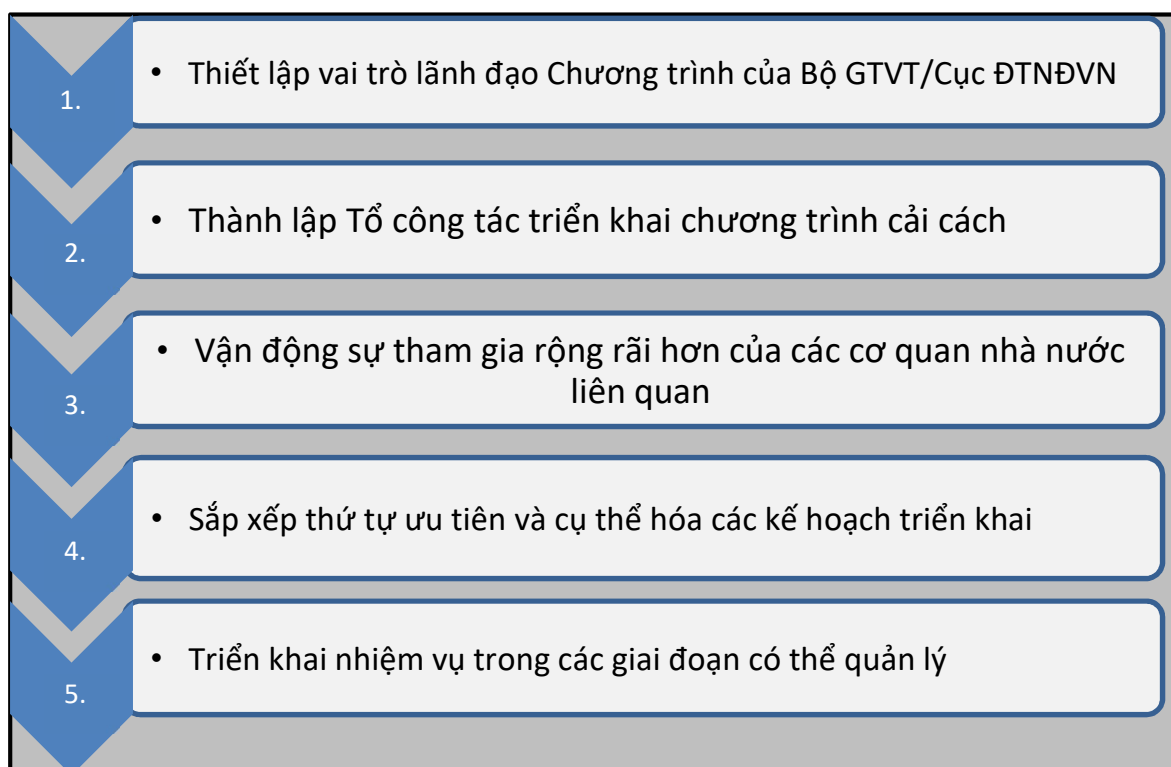 1.
• Thiết lập vai trò lãnh đạo Chương trình của Bộ GTVT/Cục ĐTNĐVN
2.
• Thành lập Tổ công tác triển khai chương trình cải cách
3.
• Vận động sự tham gia rộng rãi hơn của các cơ quan nhà nước
liên quan
4.
• Sắp xếp thứ tự ưu tiên và cụ thể hóa các kế hoạch triển khai
5.
• Triển khai nhiệm vụ trong các giai đoạn có thể quản lý